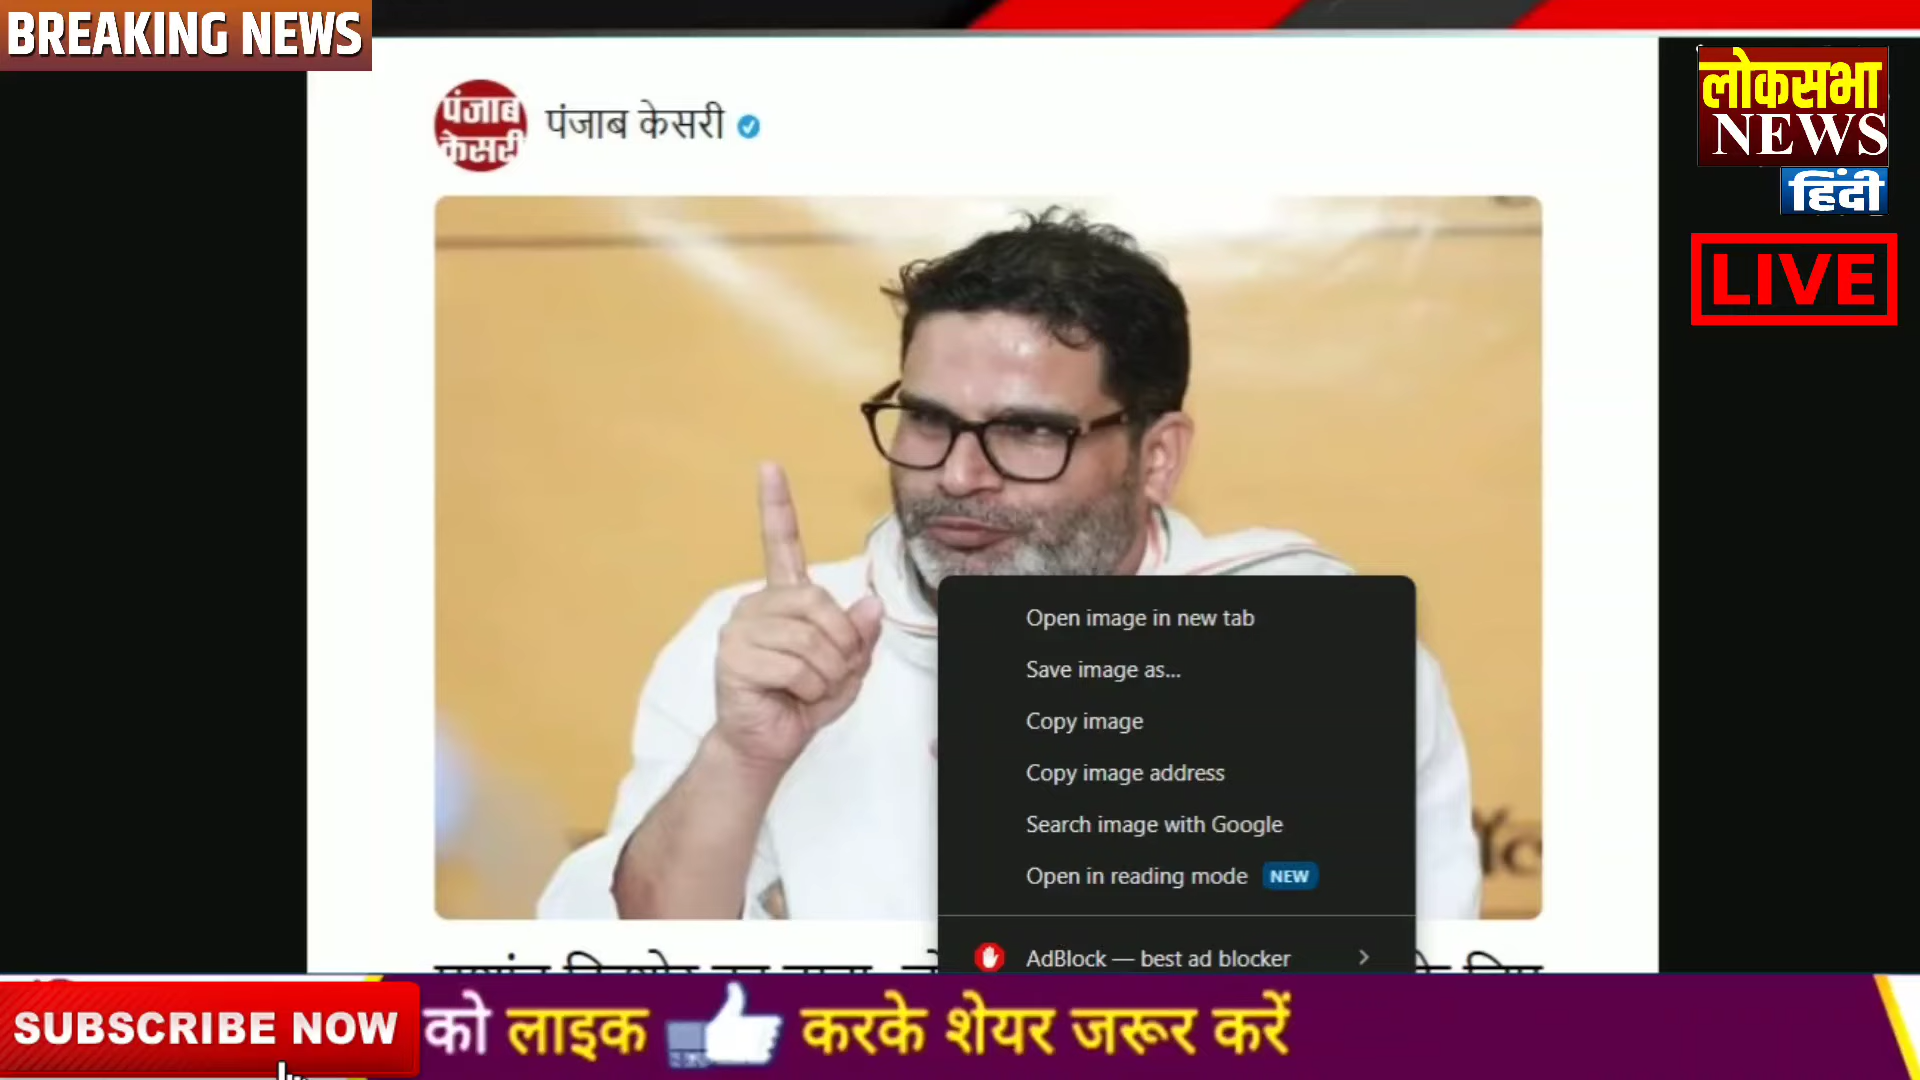 BREAKING NEWS
लोकसभा
NEWS
हिंदी
LIVE
पंजाब
केसरी
पंजाब केसरी
Open image in new tab
Save image as...
Copy image
Copy image address
Search image with Google
Open in reading mode NEW
AdBlock — best ad blocker
SUBSCRIBE NOW
को लाइक करके शेयर जरूर करें